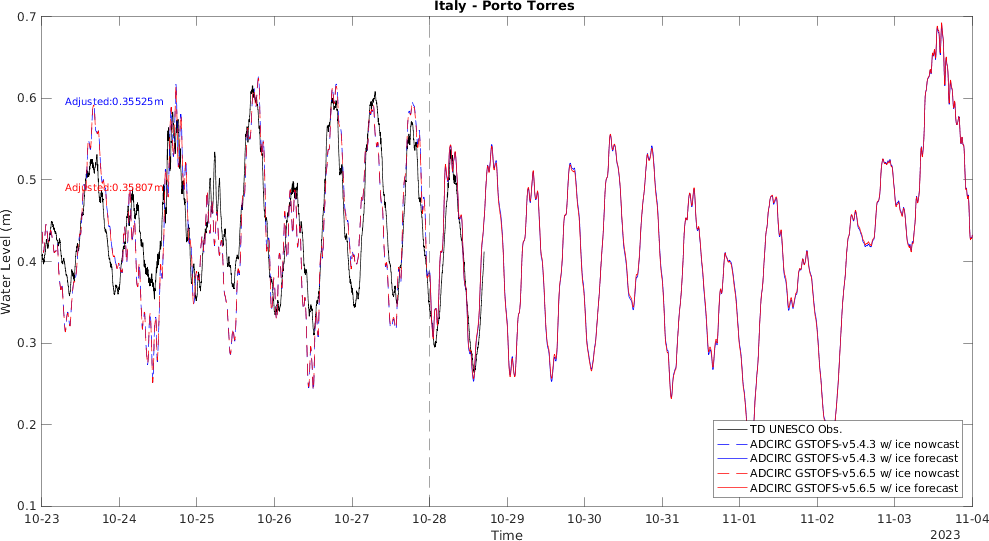 Italy - Porto Torres
0.7
0.6
0.5
0.4
0.3
0.2
0.1
Water Level (m)
Adjusted:0.35525m
Adjusted:0.35807m
TD UNESCO Obs.
ADCIRC GSTOFS-v5.4.3 w/ ice nowcast
ADCIRC GSTOFS-v5.4.3 w/ ice forecast
ADCIRC GSTOFS-v5.6.5 w/ ice nowcast
ADCIRC GSTOFS-v5.6.5 w/ ice forecast
10-23 10-24 10-25 10-26 10-27 10-28 10-29 10-30 10-31 11-01 11-02 11-03 11-04
Time
2023